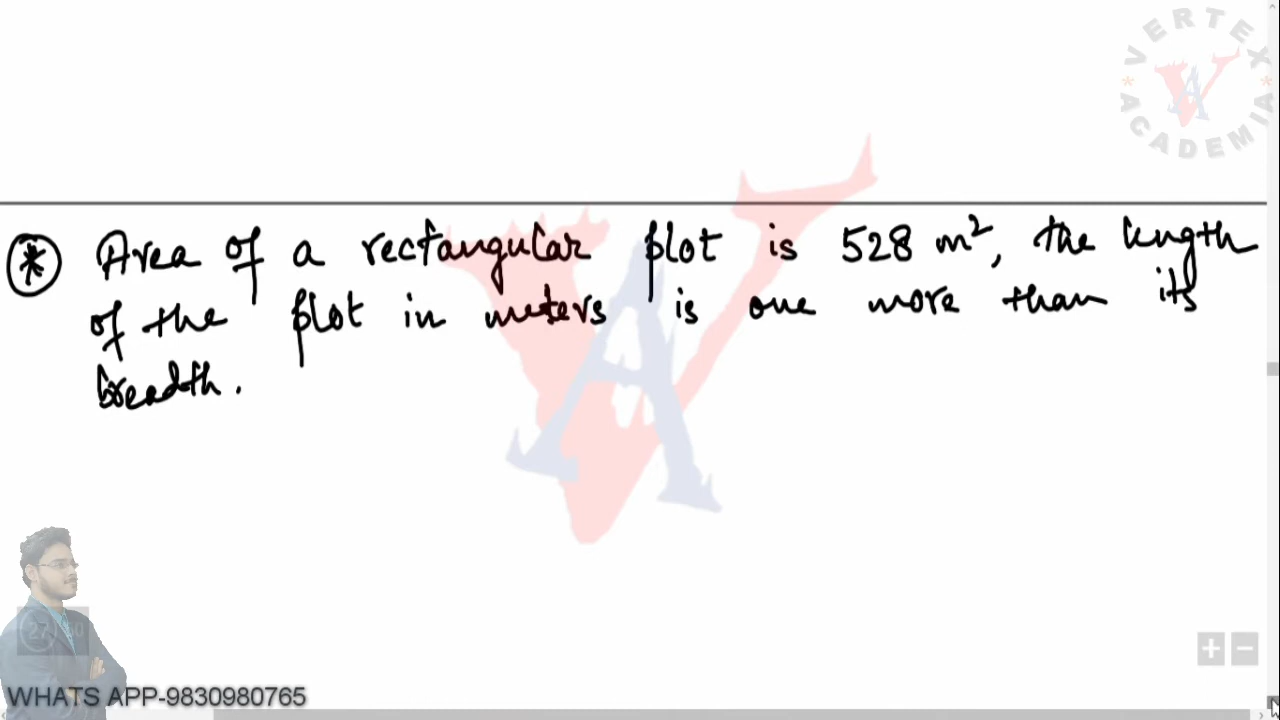 VERTEX
ACADEMIA
* Area of a rectangular plot is 528 m², the length
of the plot in meters is one more than its
breadth.
WHATS APP-9830980765